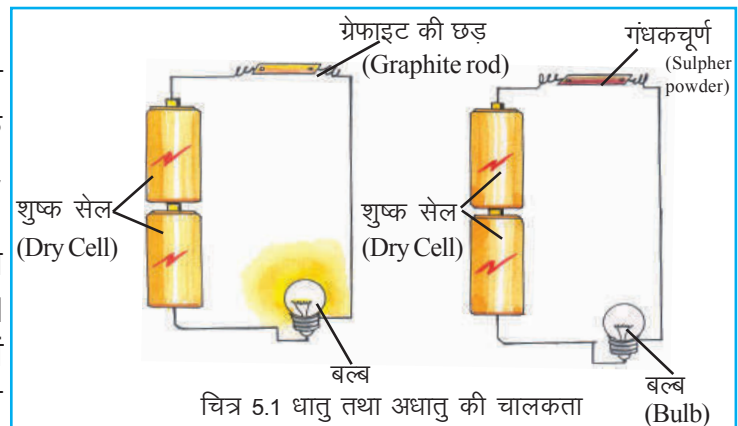 ग्रेफाइट की छड़
(Graphite rod)
शुष्क सेल
(Dry Cell)
बल्ब
गंधकचूर्ण
(Sulpher
powder)
शुष्क सेल
(Dry Cell)
बल्ब
(Bulb)
चित्र 5.1 धातु तथा अधातु की चालकता